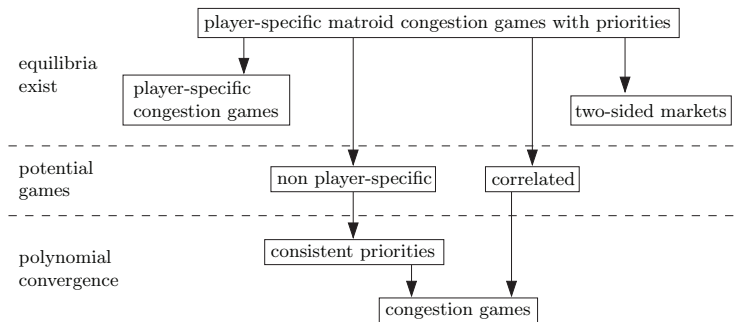 player-specific matroid congestion games with priorities
equilibria
exist
player-specific
congestion games
two-sided markets
potential
games
non player-specific
correlated
polynomial
convergence
consistent priorities
congestion games